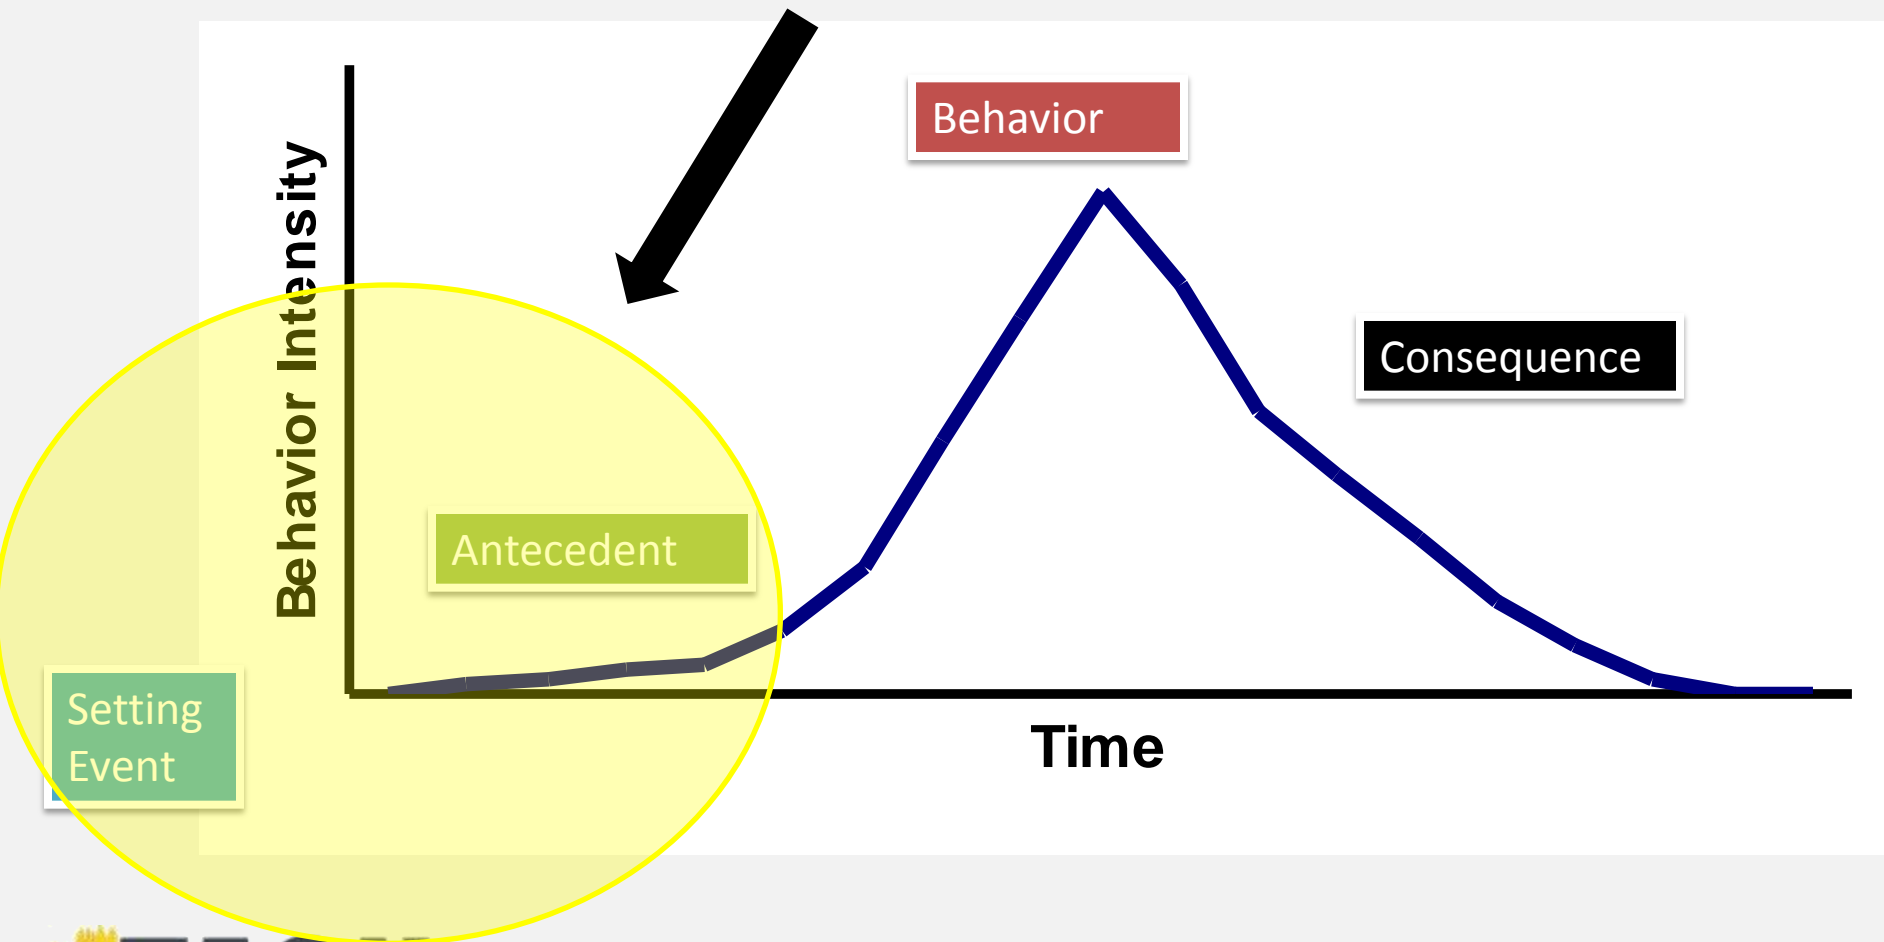 Behavior
Behavior Intensity
Consequence
Antecedent
Setting
Event
Time